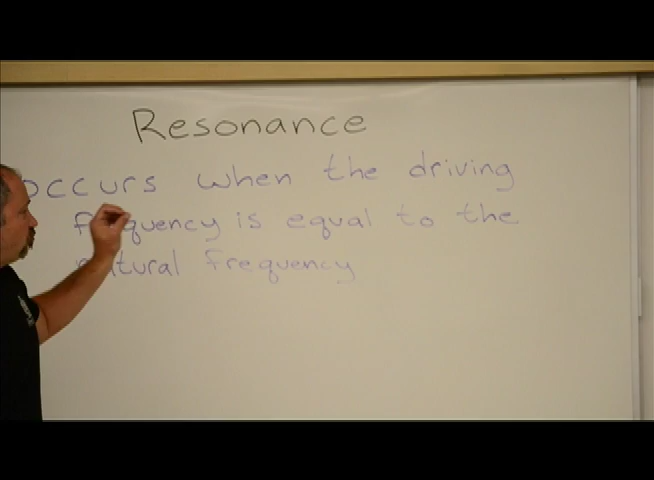 Resonance
occurs when the driving
frequency is equal to the
natural frequency